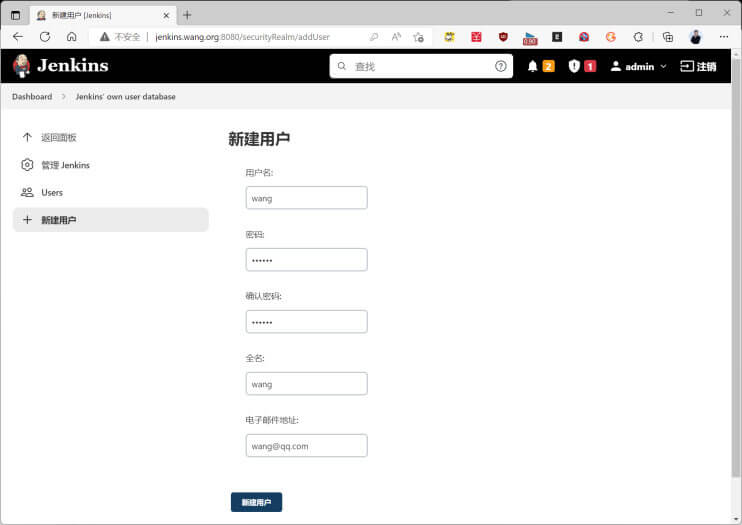 新建用户 [Jenkins]
不安全 | jenkins.wang.org:8080/securityRealm/addUser
0.00
Jenkins
查找
2
1
admin
注销
Dashboard > Jenkins' own user database
返回面板
管理 Jenkins
Users
新建用户
新建用户
用户名:
wang
密码:
••••••
确认密码:
••••••
全名:
wang
电子邮件地址:
wang@qq.com
新建用户